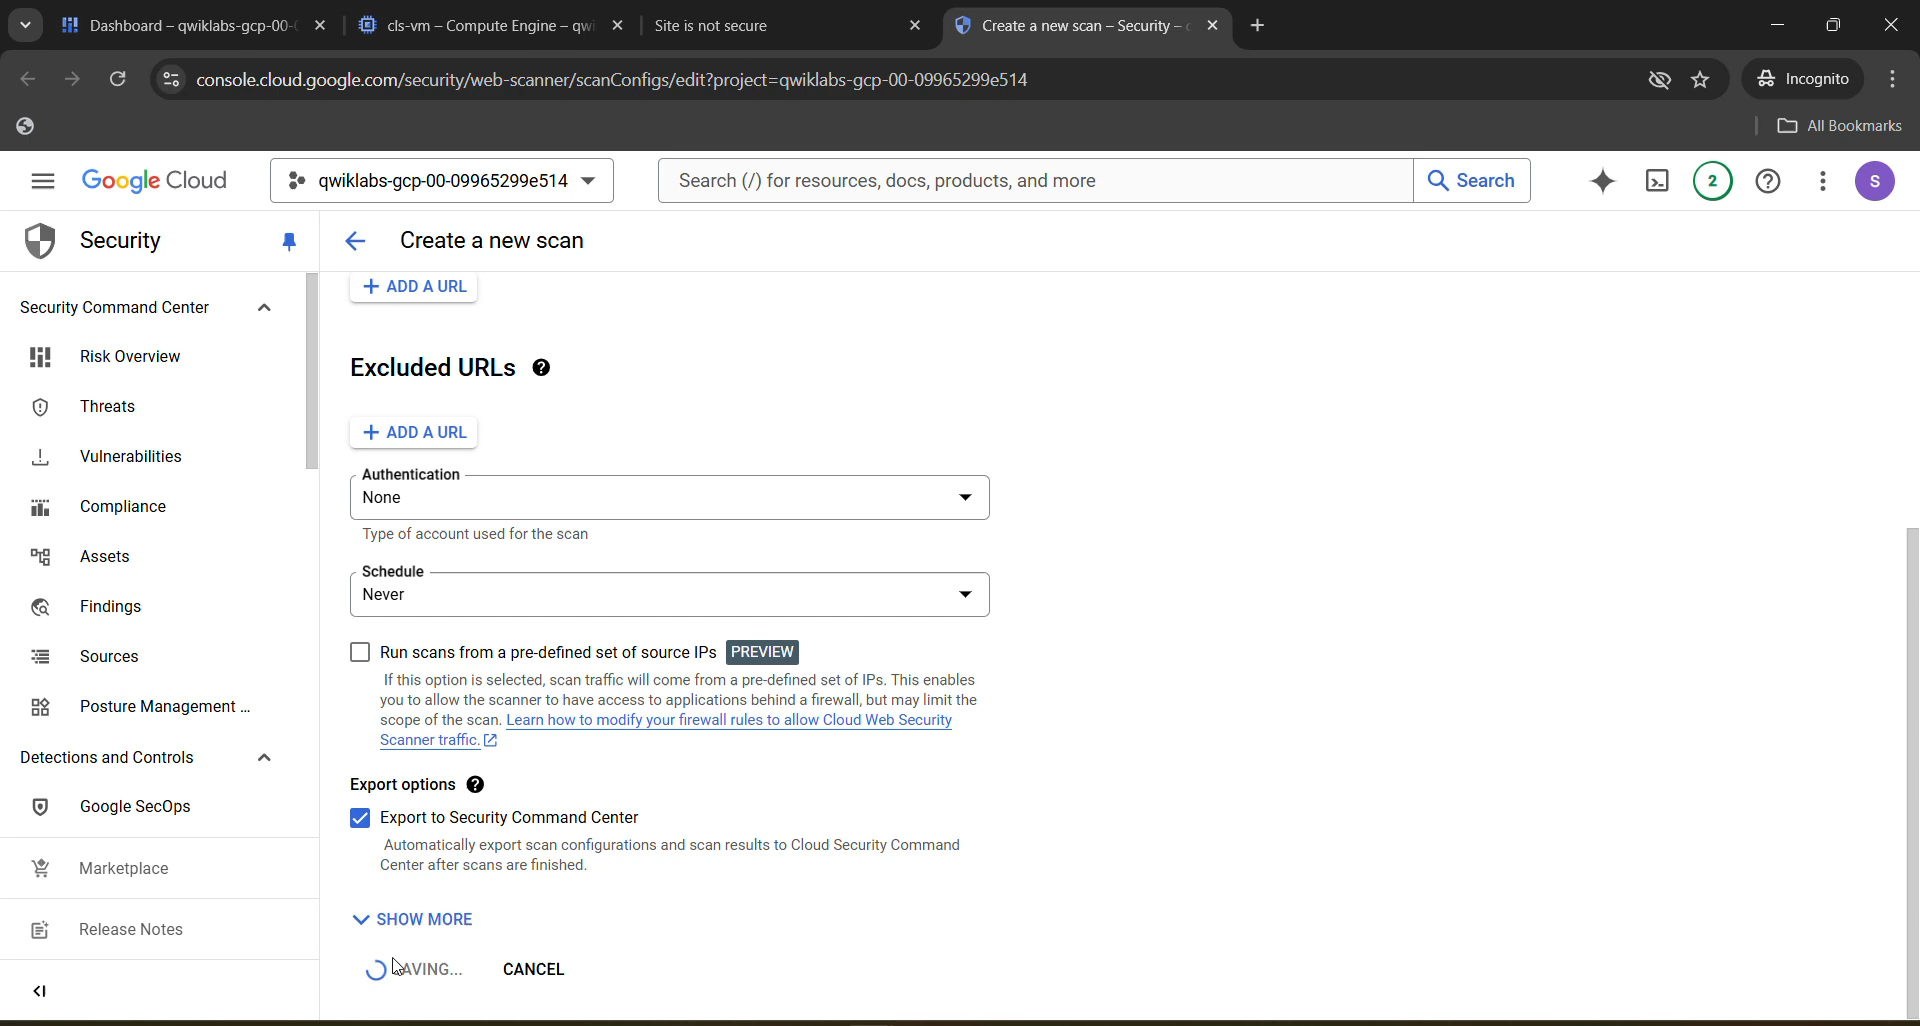 Dashboard – qwiklabs-gcp-00-
cls-vm – Compute Engine – qwi
Site is not secure
Create a new scan – Security –
console.cloud.google.com/security/web-scanner/scanConfigs/edit?project=qwiklabs-gcp-00-09965299e514
Incognito
All Bookmarks
Google Cloud
qwiklabs-gcp-00-09965299e514
Search (/) for resources, docs, products, and more
Search
2
S
Security
Create a new scan
Security Command Center
Risk Overview
Threats
Vulnerabilities
Compliance
Assets
Findings
Sources
Posture Management ...
Detections and Controls
Google SecOps
Marketplace
Release Notes
+ ADD A URL
Excluded URLs
+ ADD A URL
Authentication
None
Type of account used for the scan
Schedule
Never
Run scans from a pre-defined set of source IPs PREVIEW
If this option is selected, scan traffic will come from a pre-defined set of IPs. This enables
you to allow the scanner to have access to applications behind a firewall, but may limit the
scope of the scan. Learn how to modify your firewall rules to allow Cloud Web Security
Scanner traffic.
Export options
Export to Security Command Center
Automatically export scan configurations and scan results to Cloud Security Command
Center after scans are finished.
SHOW MORE
AVING...
CANCEL